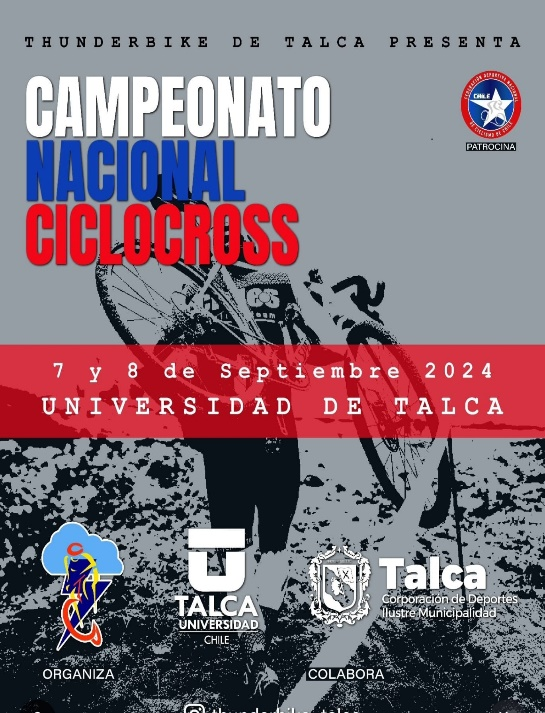 THUNDERBIKE DE TALCA PRESENTA
CAMPEONATO
NACIONAL
CICLOCROSS
CHILE
PATROCINA
7 y 8 de Septiembre 2024
UNIVERSIDAD DE TALCA
TALCA
UNIVERSIDAD
CHILE
Talca
Corporación de Deportes
Ilustre Municipalidad
ORGANIZA
COLABORA